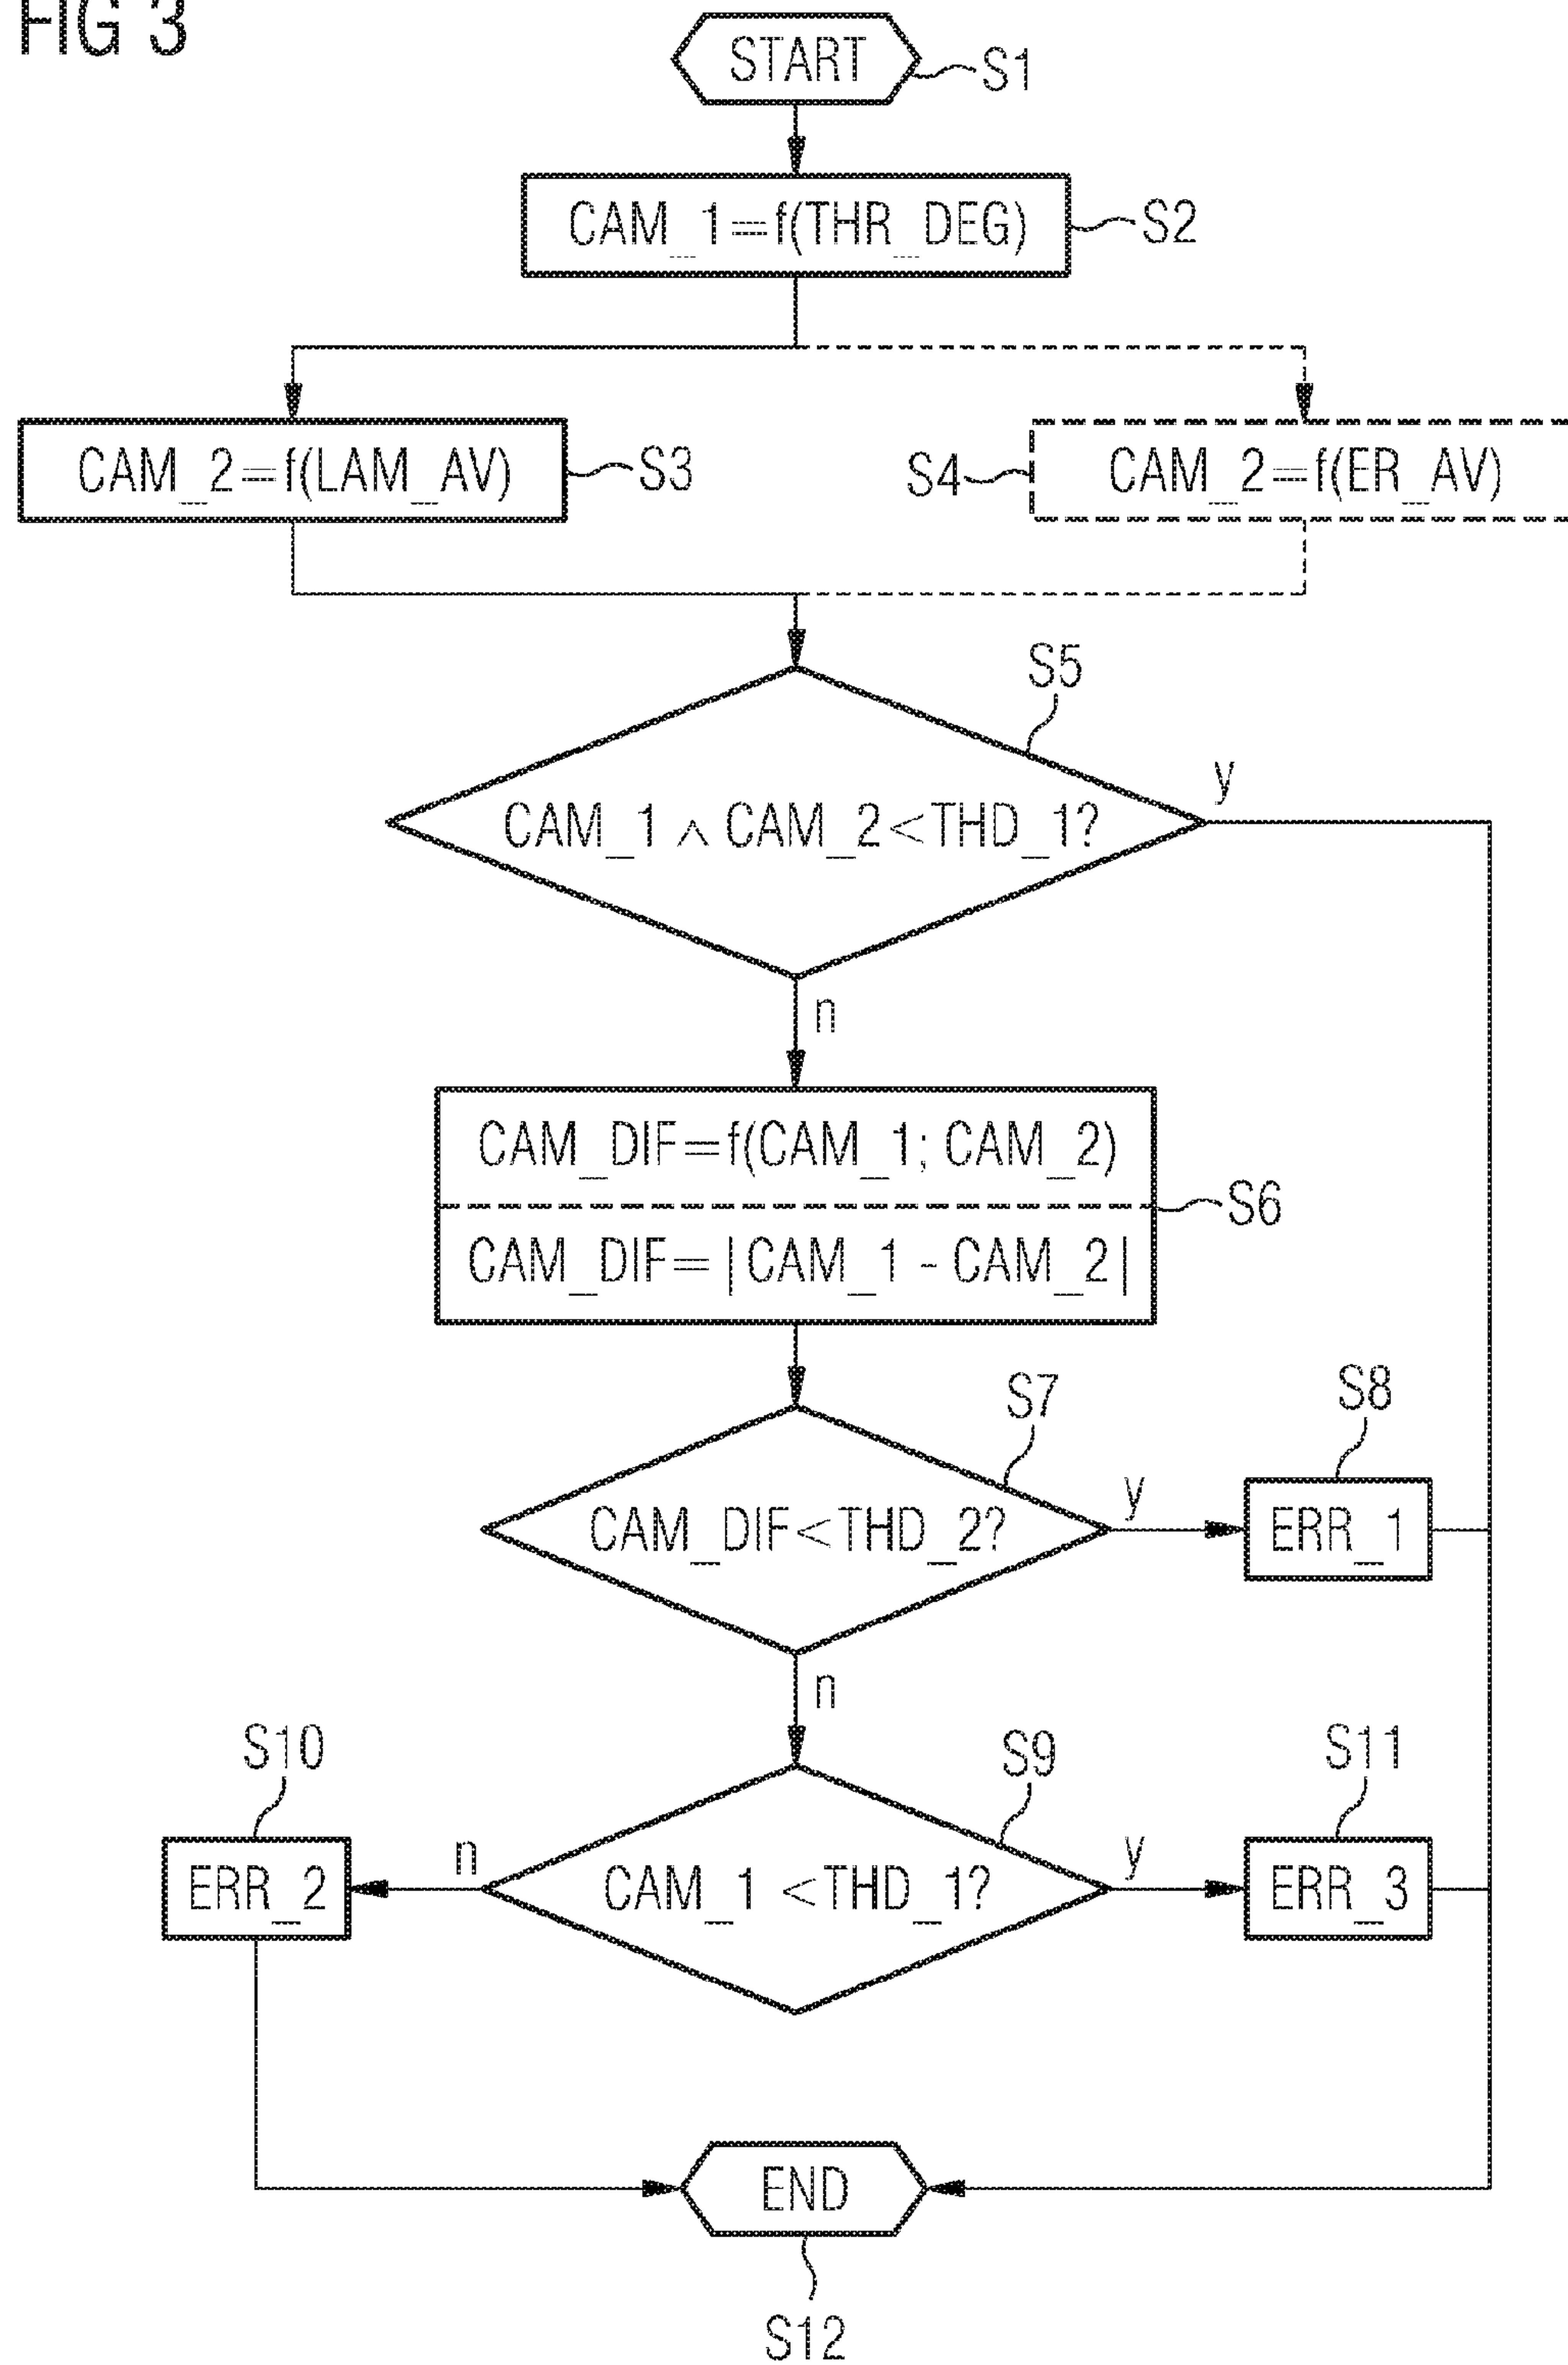 FIG 3
START
S1
CAM_1=f(THR_DEG)
S2
CAM_2=f(LAM_AV)
S3
S4
CAM_2=f(ER_AV)
S5
CAM_1 ∧ CAM_2<THD_1?
y
n
CAM_DIF=f(CAM_1; CAM_2)
S6
CAM_DIF=|CAM_1 - CAM_2|
S7
S8
CAM_DIF<THD_2?
y
ERR_1
n
S10
S9
S11
ERR_2
n
CAM_1 <THD_1?
y
ERR_3
END
S12